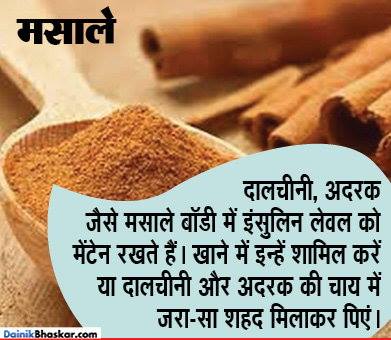 मसाले
दालचीनी, अदरक
जैसे मसाले बॉडी में इंसुलिन लेवल को
मेंटेन रखते हैं। खाने में इन्हें शामिल करें
या दालचीनी और अदरक की चाय में
जरा-सा शहद मिलाकर पिएं।
DainikBhaskar.com